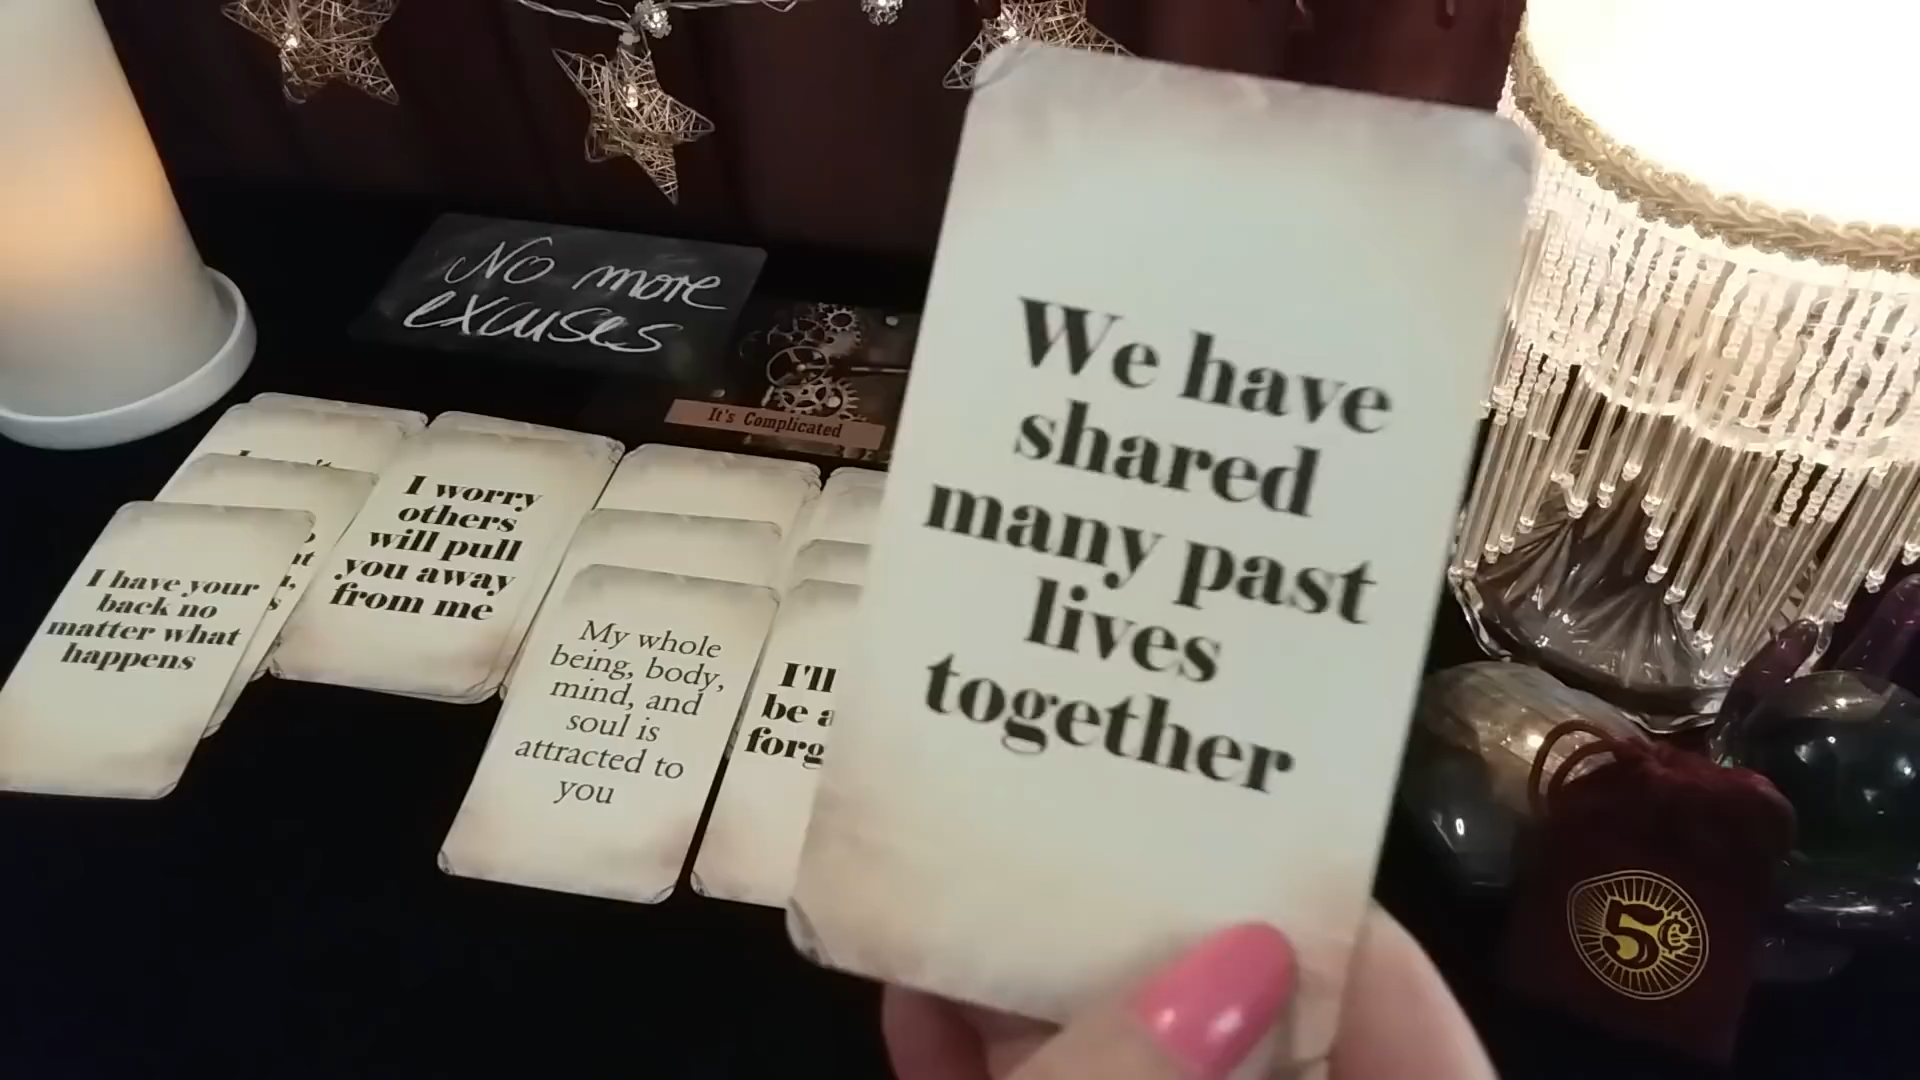 No more
excuses
It's Complicated
I worry
others
will pull
you away
from me
I have your
back no
matter what
happens
My whole
being, body,
mind, and
soul is
attracted to
you
I'll
be a
forg
We have
shared
many past
lives
together
5¢